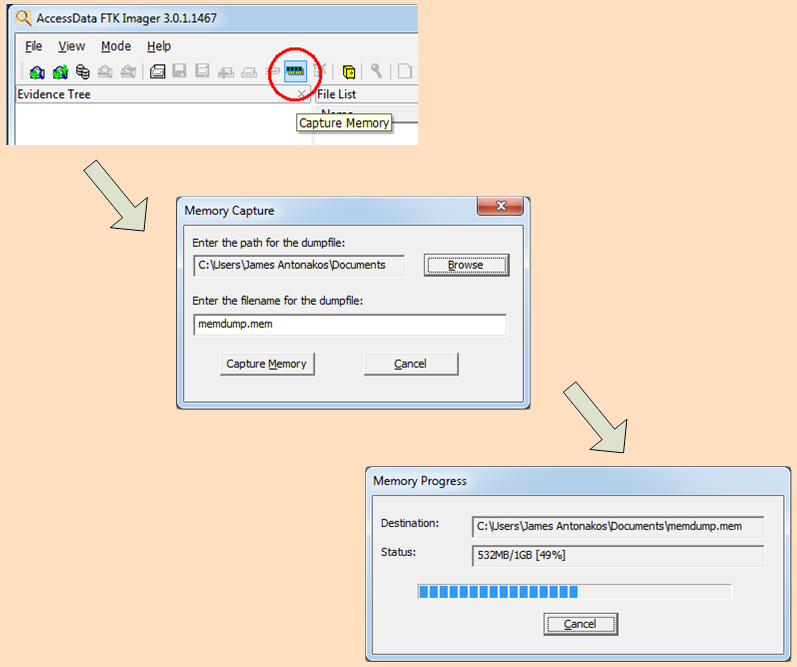 AccessData FTK Imager 3.0.1.1467
File View Mode Help
Evidence Tree
File List
Name
Capture Memory
Memory Capture
Enter the path for the dumpfile:
C:\Users\James Antonakos\Documents
Browse
Enter the filename for the dumpfile:
memdump.mem
Capture Memory
Cancel
Memory Progress
Destination:
C:\Users\James Antonakos\Documents\memdump.mem
Status:
532MB/1GB [49%]
Cancel